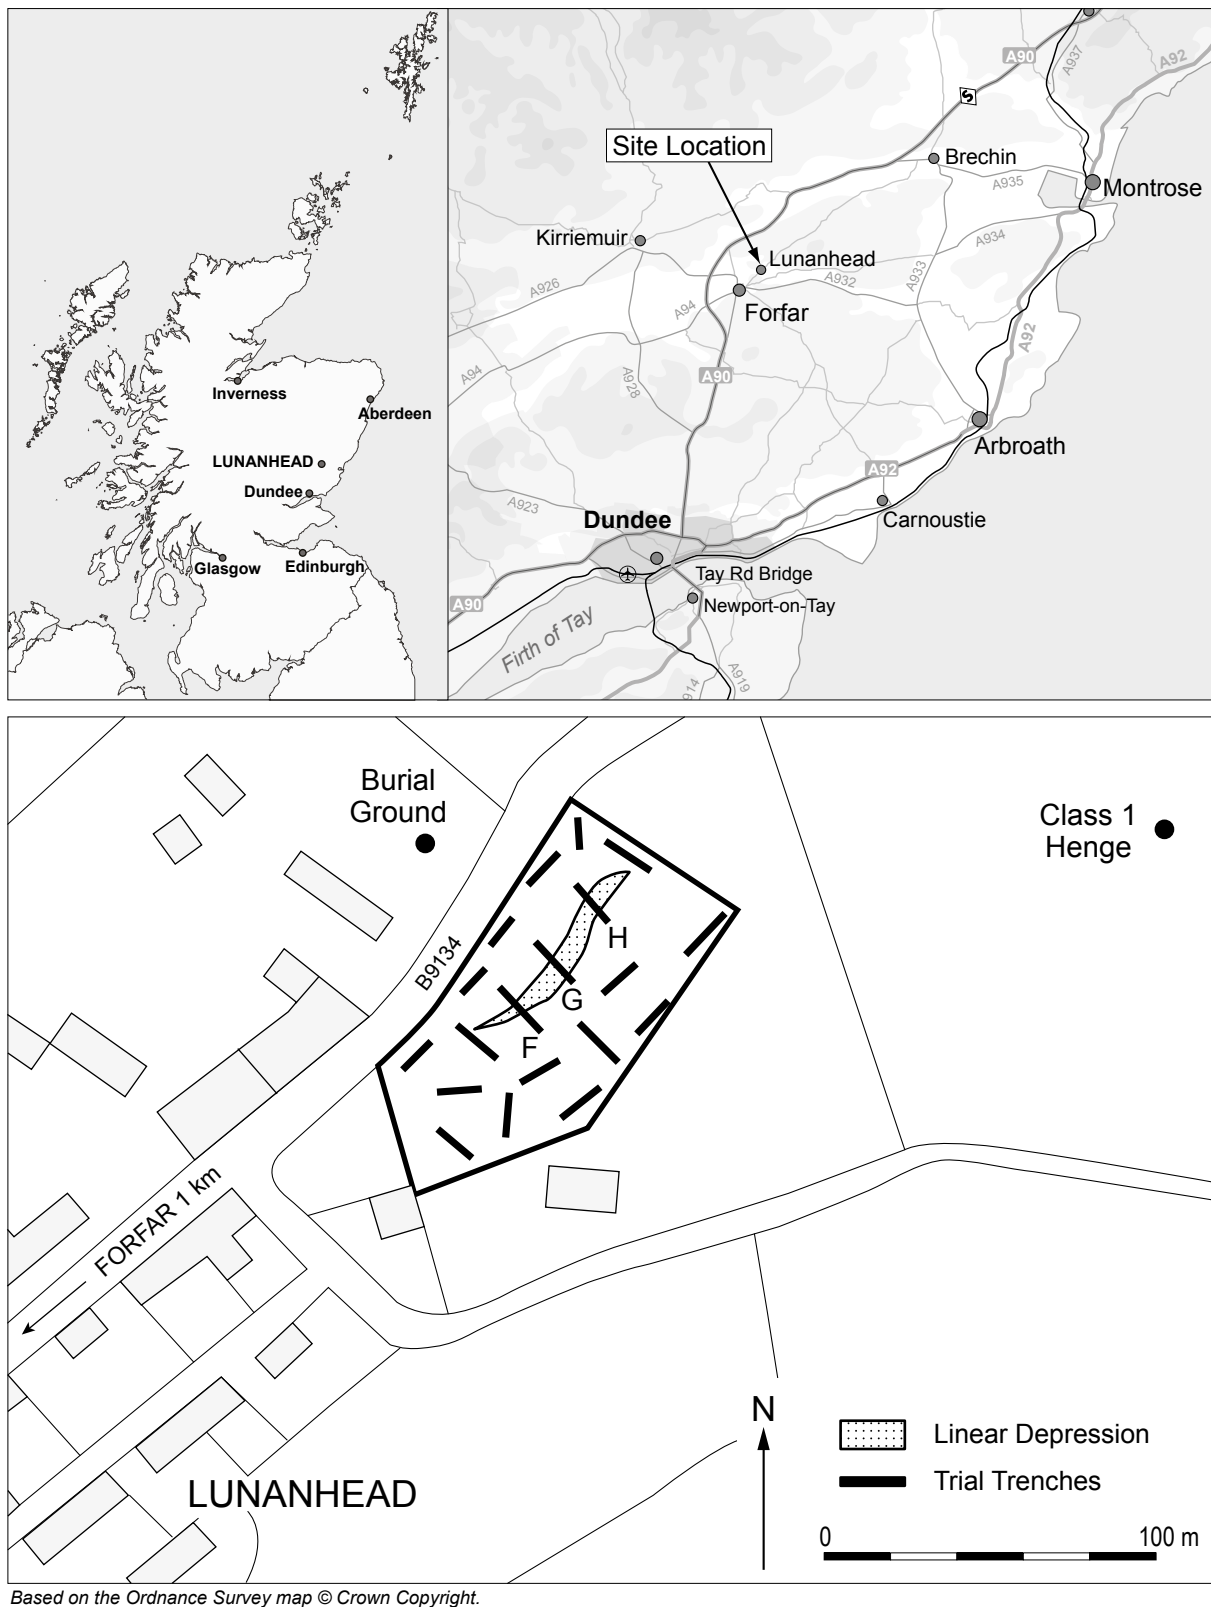 Inverness
Aberdeen
LUNANHEAD
Dundee
Glasgow
Edinburgh
A90
A937
A92
S
Site Location
Brechin
A935
Montrose
Kirriemuir
A934
Lunanhead
A926
A932
A933
A94
Forfar
A92
A94
A90
A928
Arbroath
A92
A923
Carnoustie
Dundee
Tay Rd Bridge
A90
Newport-on-Tay
Firth of Tay
A919
914
Burial
Ground
Class 1
Henge
H
B9134
G
F
FORFAR 1 km
N
Linear Depression
Trial Trenches
LUNANHEAD
0
100 m
Based on the Ordnance Survey map © Crown Copyright.